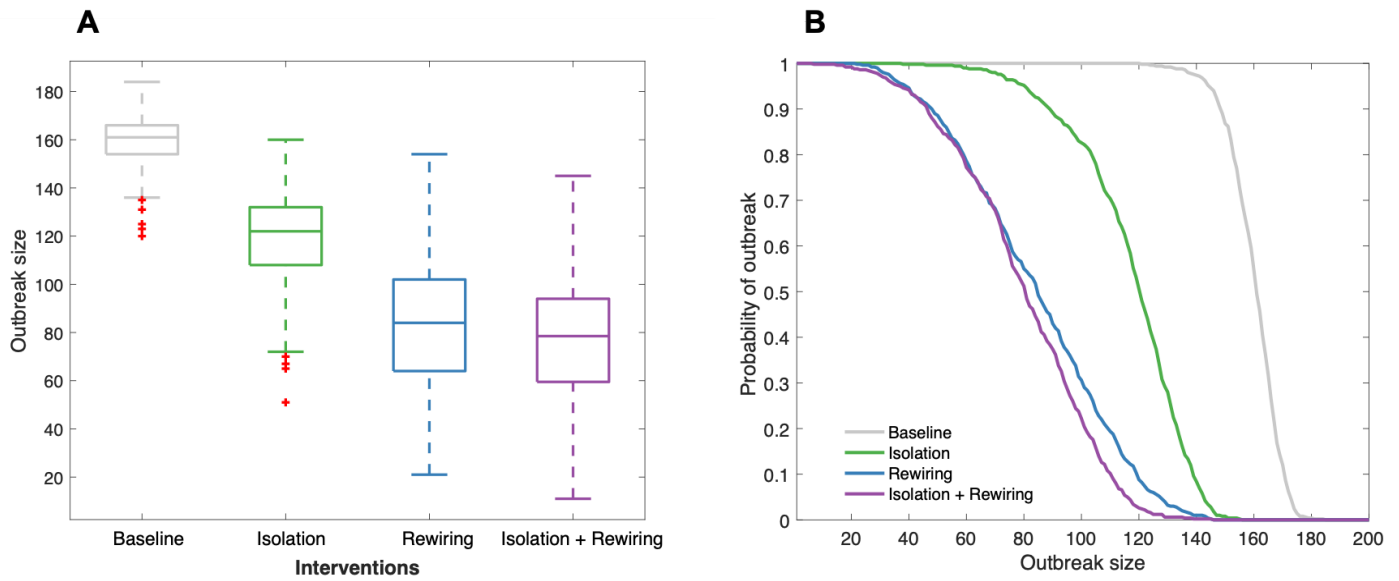 A
Outbreak size
180
160
140
120
100
80
60
40
20
Baseline
Isolation
Rewiring
Isolation + Rewiring
Interventions
B
Probability of outbreak
1
0.9
0.8
0.7
0.6
0.5
0.4
0.3
0.2
0.1
0
Baseline
Isolation
Rewiring
Isolation + Rewiring
20 40 60 80 100 120 140 160 180 200
Outbreak size